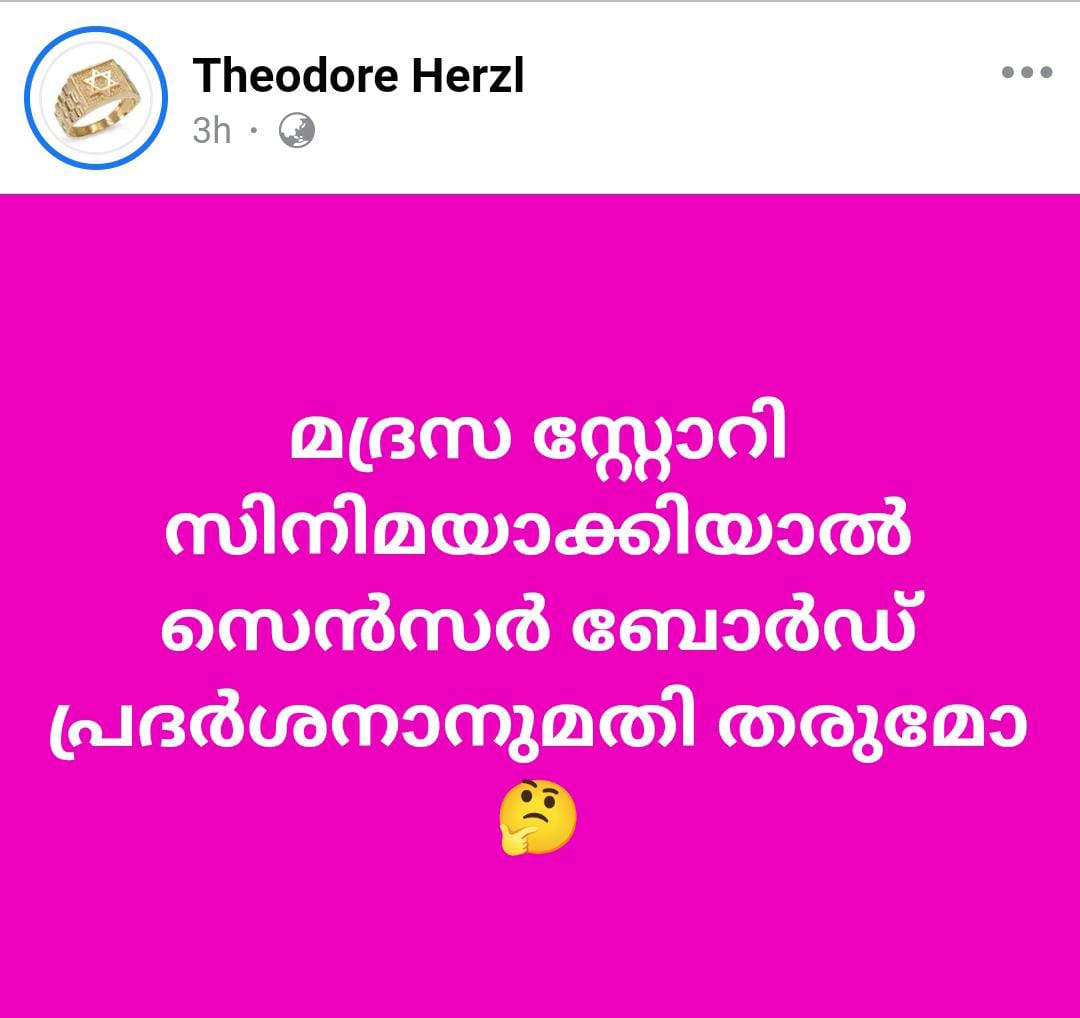 Theodore Herzl
3h ·
മദ്രസ സ്റ്റോറി
സിനിമയാക്കിയാൽ
സെൻസർ ബോർഡ്
പ്രദർശനാനുമതി തരുമോ
🤔